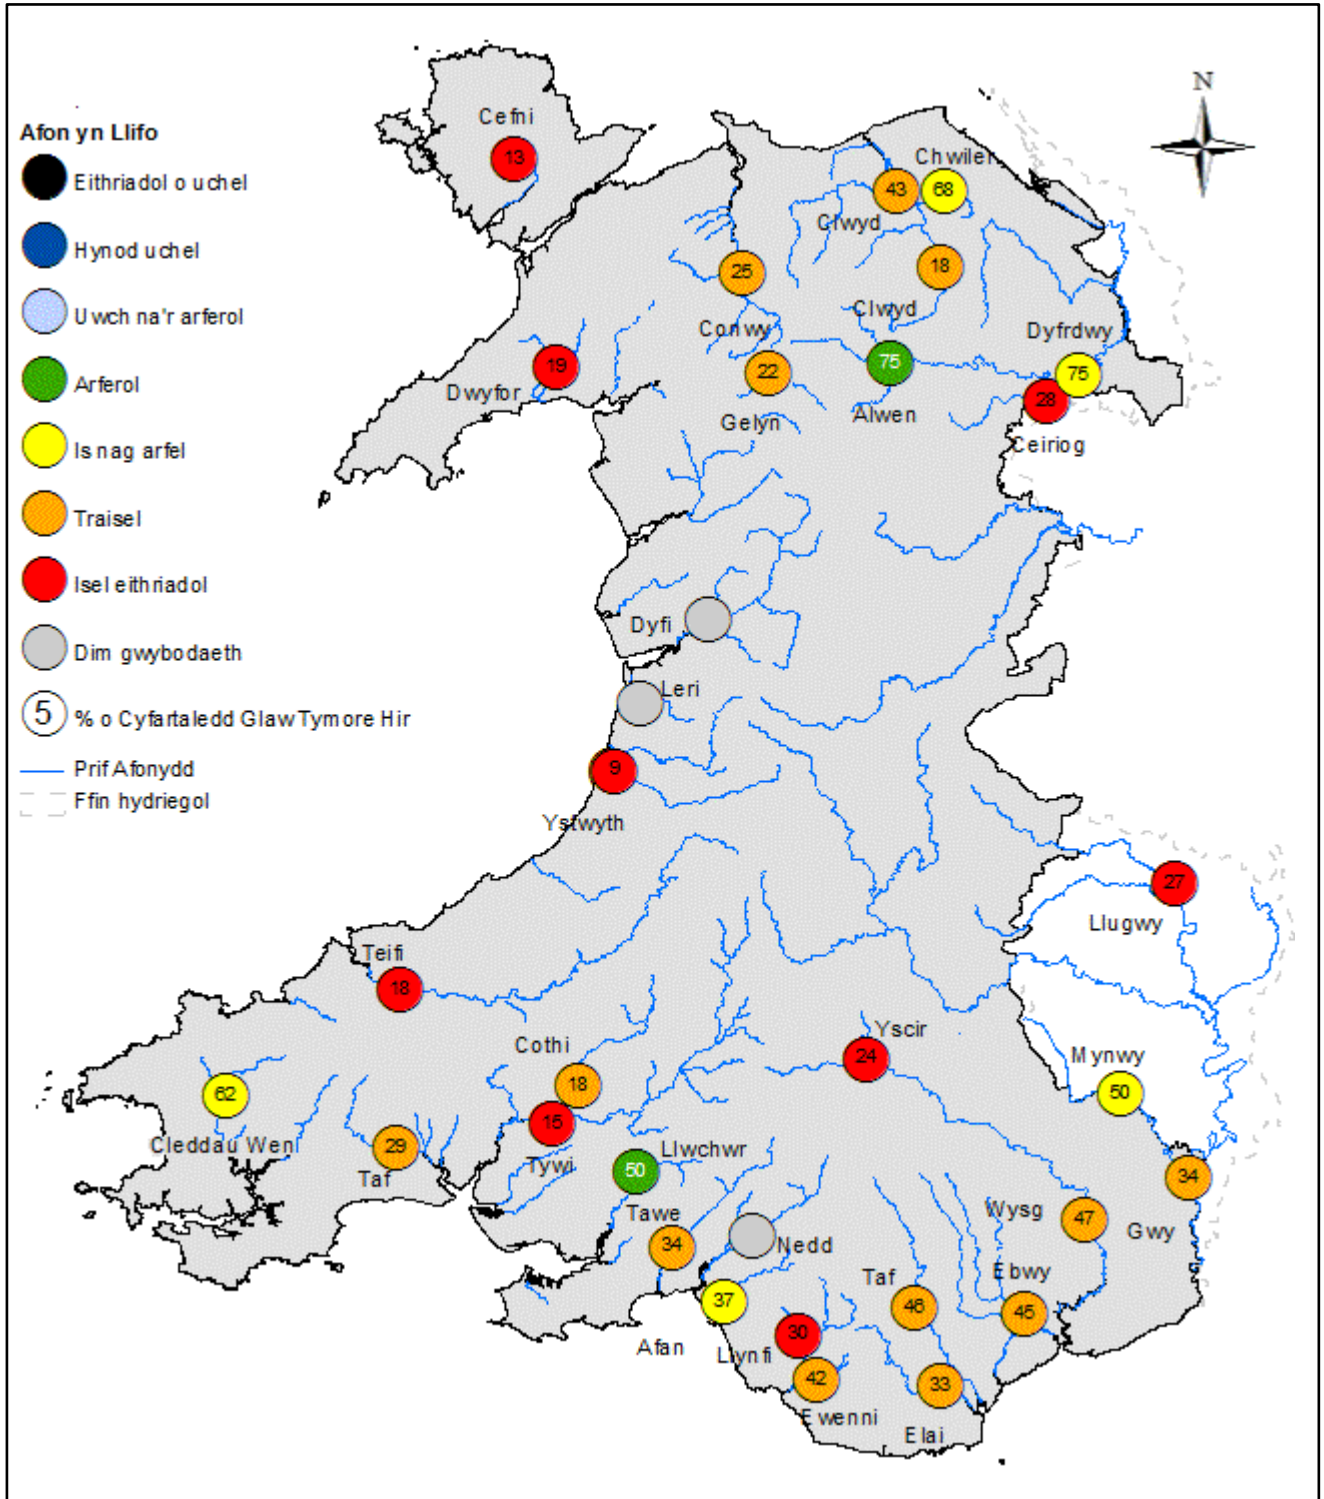 N
Afon yn Llifo
Eithriadol o uchel
Hynod uchel
Uwch na'r arferol
Arferol
Is nag arfel
Traisel
Isel eithriadol
Dim gwybodaeth
5 % o Cyfartaledd Glaw Tymore Hir
Prif Afonydd
Ffin hydriegol
Cefni
13
Chwiler
43
68
Clwyd
18
25
Clwyd
Conwy
Dyfrdwy
19
22
75
75
28
Dwyfor
Gelyn
Alwen
Ceiriog
Dyfi
Leri
9
Ystwyth
27
Llugwy
Teifi
18
Yscir
24
Cothi
18
Mynwy
50
62
15
Cleddau Wen
29
Taf
Tywi
Llwchwr
50
34
Gwy
Wysg
47
Tawe
34
Nedd
Taf
46
Ebwy
45
37
Afan
30
Llynfi
42
Ewenni
33
Elai